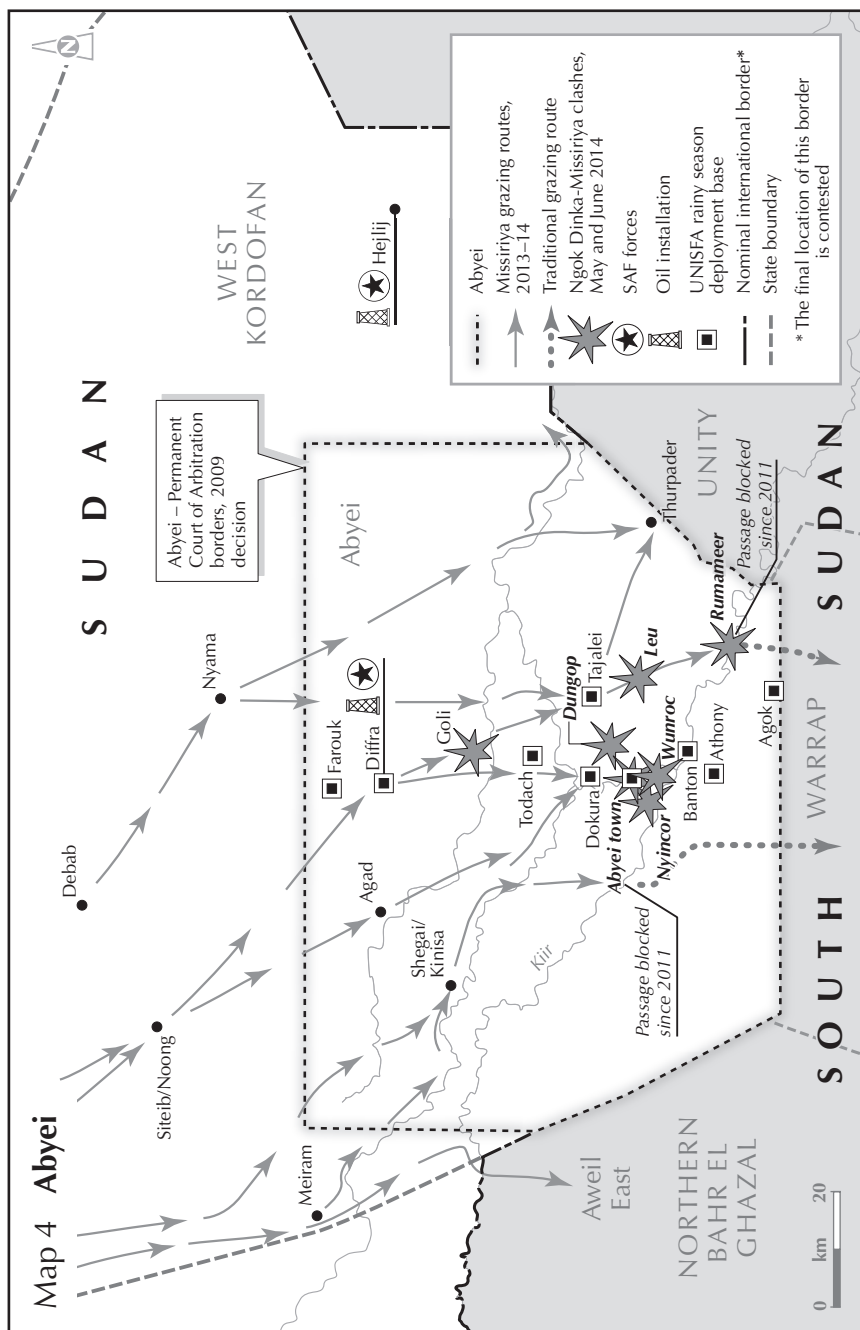 Map 4 Abyei
N
SUDAN
WEST
KORDOFAN
Abyei – Permanent
Court of Arbitration
borders, 2009
decision
Debab
Nyama
Siteib/Noong
Hejlij
Meiram
Farouk
Diffra
Agad
Goli
Abyei
Shegai/
Kinisa
Todach
Kiir
Dokura
Dungop
Tajalei
Thurpader
Abyei town
Leu
Nyincor
Wunroc
Rumameer
Banton
Athony
Agok
Passage blocked
since 2011
Passage blocked
since 2011
Aweil
East
NORTHERN
BAHR EL
GHAZAL
WARRAP
UNITY
SOUTH SUDAN
0 km 20
Abyei
Missiriya grazing routes,
2013–14
Traditional grazing route
Ngok Dinka-Missiriya clashes,
May and June 2014
SAF forces
Oil installation
UNISFA rainy season
deployment base
Nominal international border*
State boundary
* The final location of this border
is contested